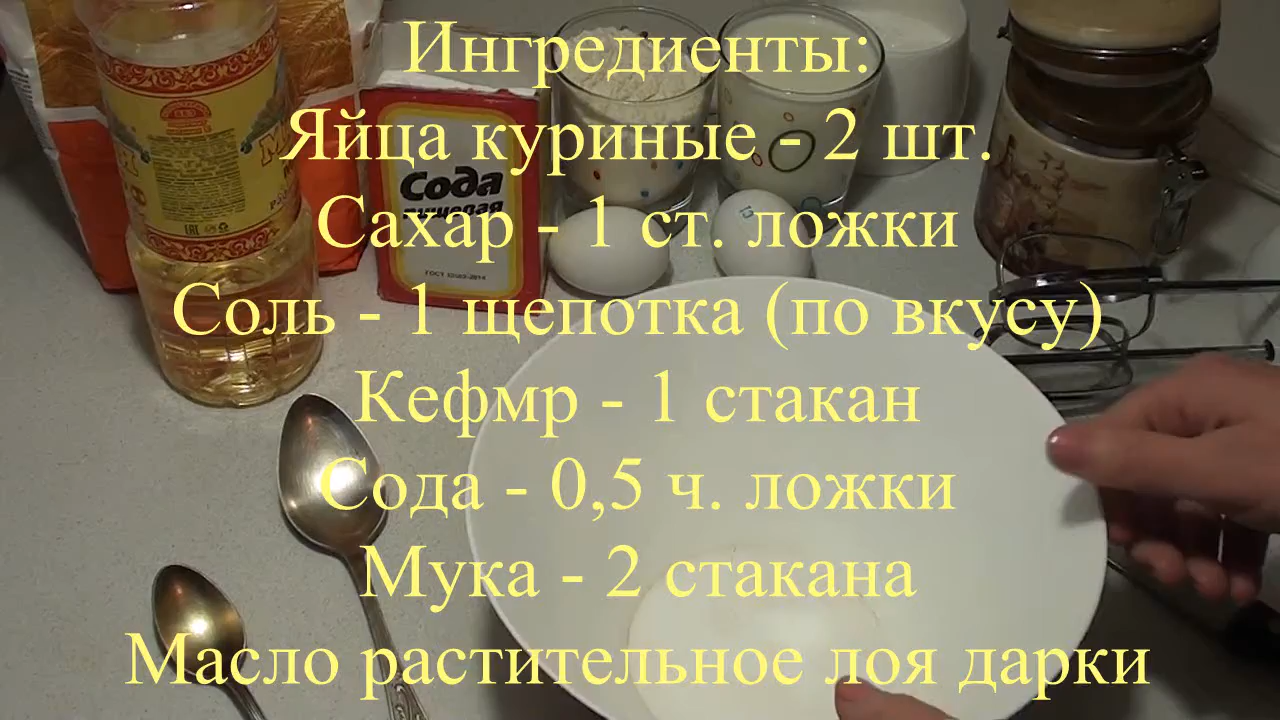 Ингредиенты:
Яйца куриные - 2 шт.
Сахар - 1 ст. ложки
Соль - 1 щепотка (по вкусу)
Кефмр - 1 стакан
Сода - 0,5 ч. ложки
Мука - 2 стакана
Масло растительное лоя дарки
Сода
пищевая